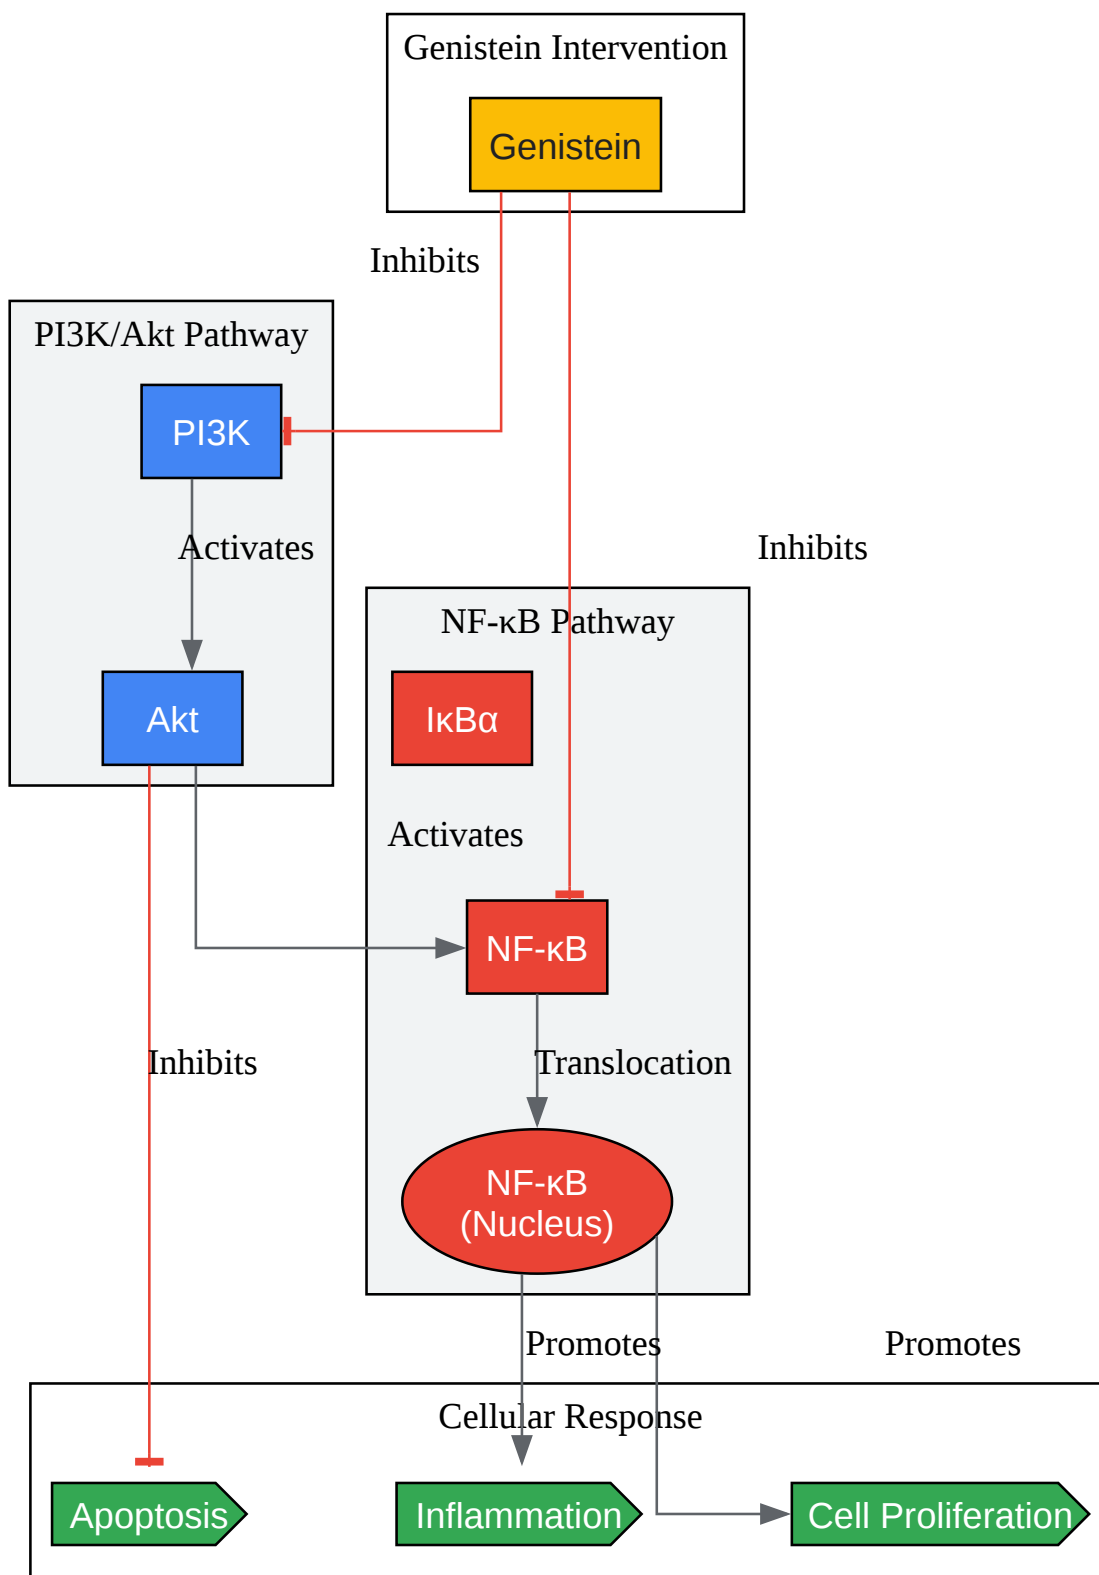 Genistein Intervention
Genistein
Inhibits
PI3K/Akt Pathway
PI3K
Activates
Inhibits
NF-κB Pathway
Akt
IκBα
Activates
NF-κB
Inhibits
Translocation
NF-κB
(Nucleus)
Promotes
Promotes
Cellular Response
Apoptosis
Inflammation
Cell Proliferation